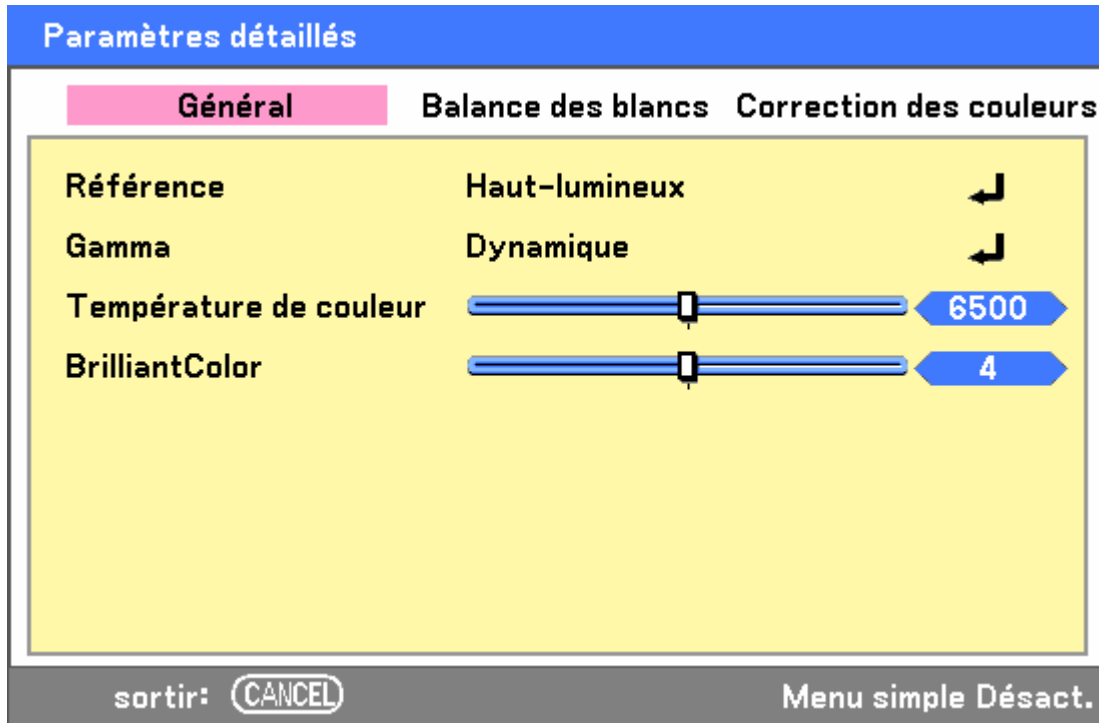 Paramètres détaillés
Général Balance des blancs Correction des couleurs
Référence Haut-lumineux
Gamma Dynamique
Température de couleur 6500
BrilliantColor 4
sortir: CANCEL Menu simple Désact.